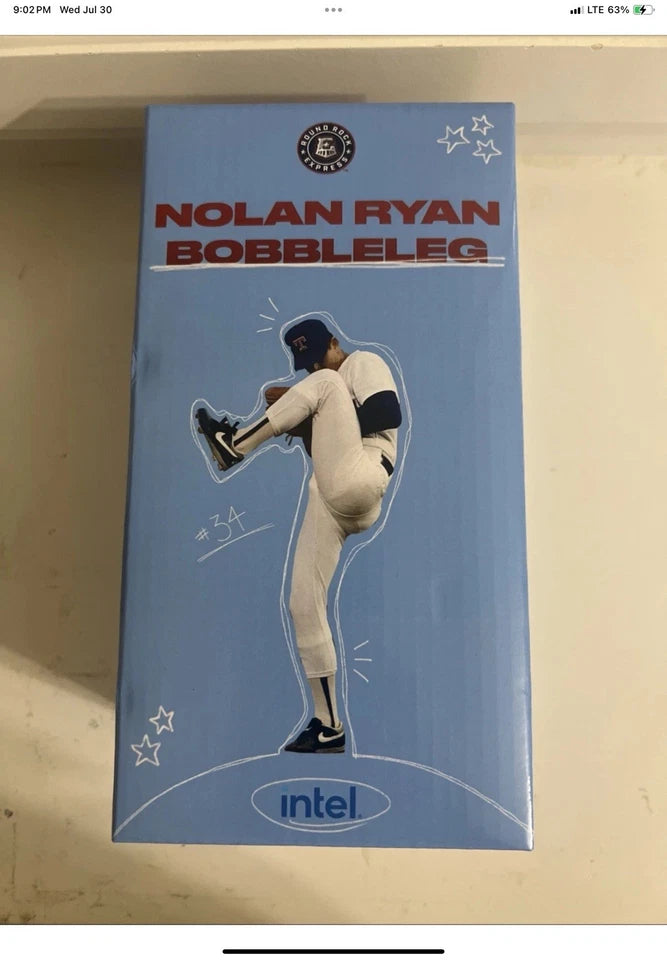 9:02 PM Wed Jul 30
LTE 63%
ROUND ROCK
EXPRESS
NOLAN RYAN
BOBBLELEG
T
#34
intel.